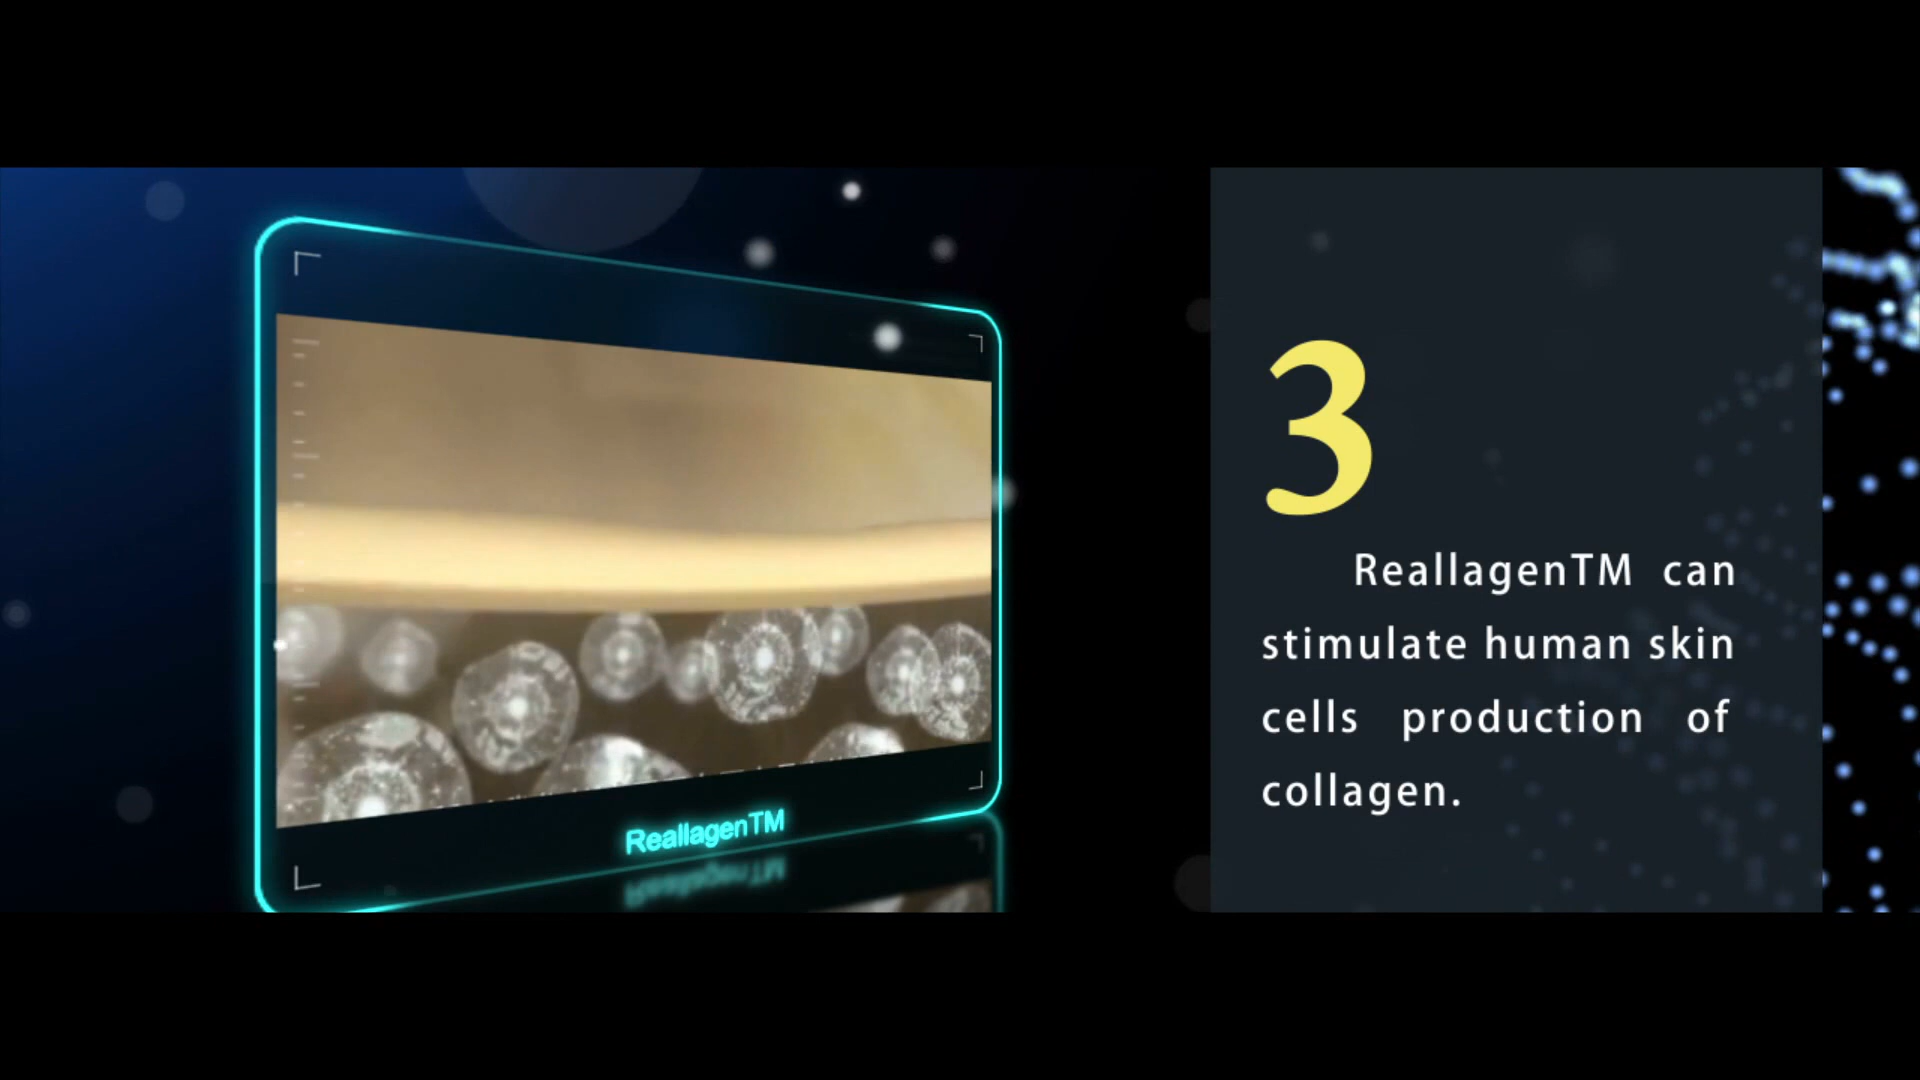 ReallagenTM
3
ReallagenTM can
stimulate human skin
cells production of
collagen.